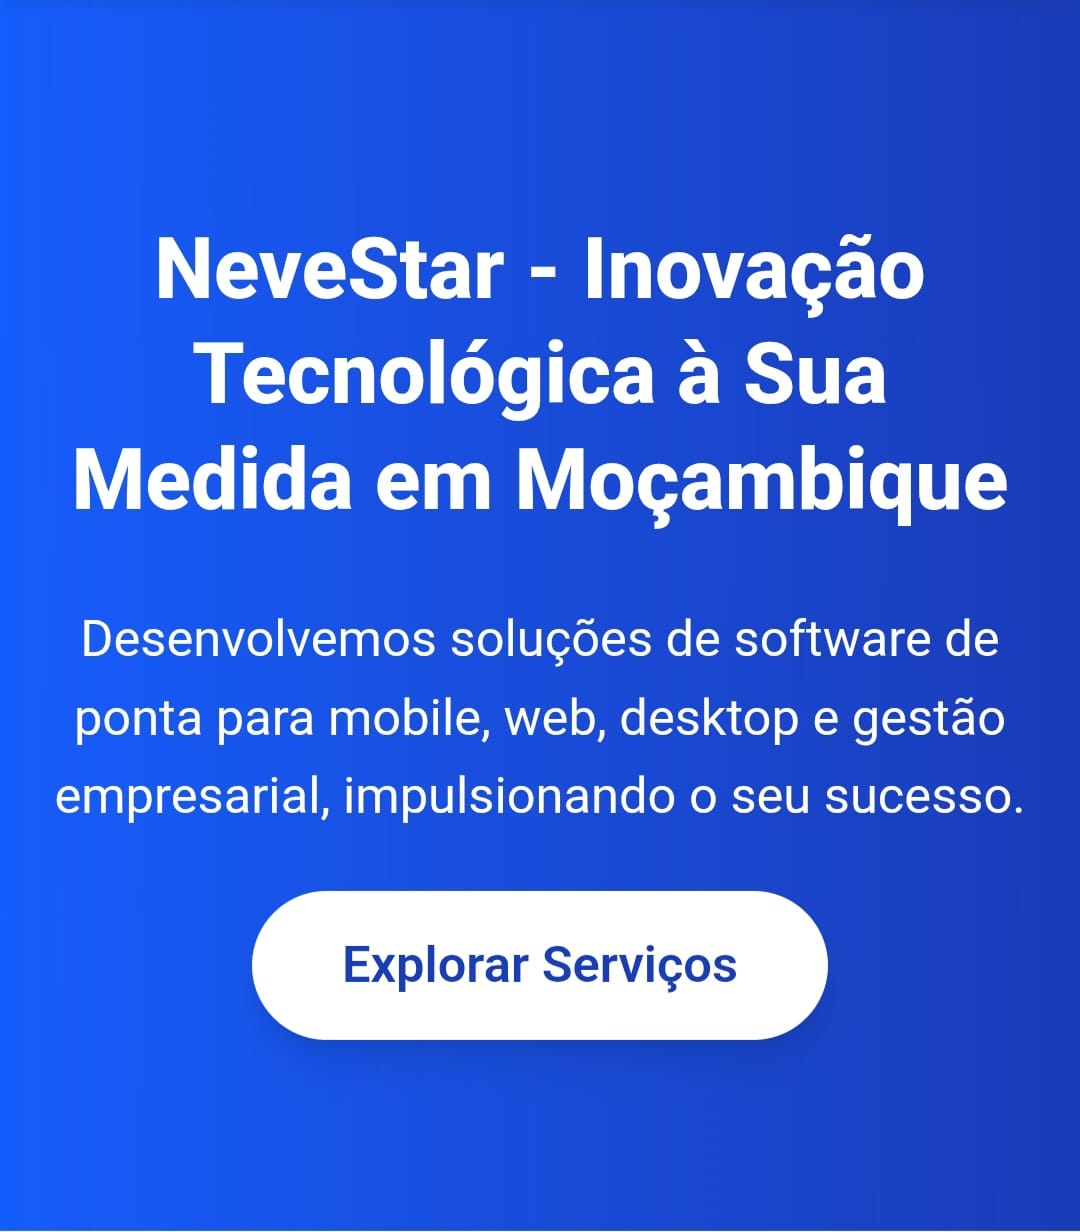 NeveStar - Inovação
Tecnológica à Sua
Medida em Moçambique
Desenvolvemos soluções de software de
ponta para mobile, web, desktop e gestão
empresarial, impulsionando o seu sucesso.
Explorar Serviços